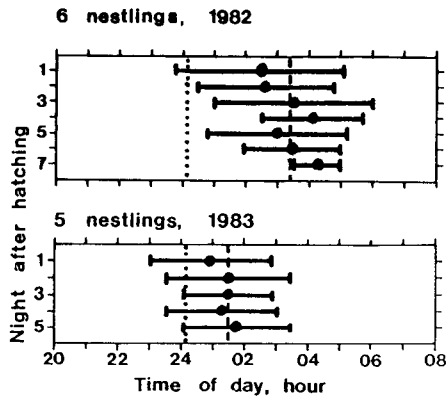 6 nestlings, 1982
1
3
5
7
5 nestlings, 1983
1
3
5
Night after hatching
20 22 24 02 04 06 08
Time of day, hour